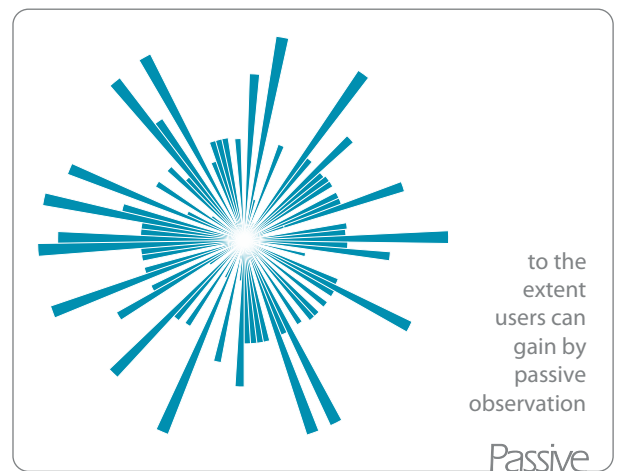 to the
extent
users can
gain by
passive
observation
Passive